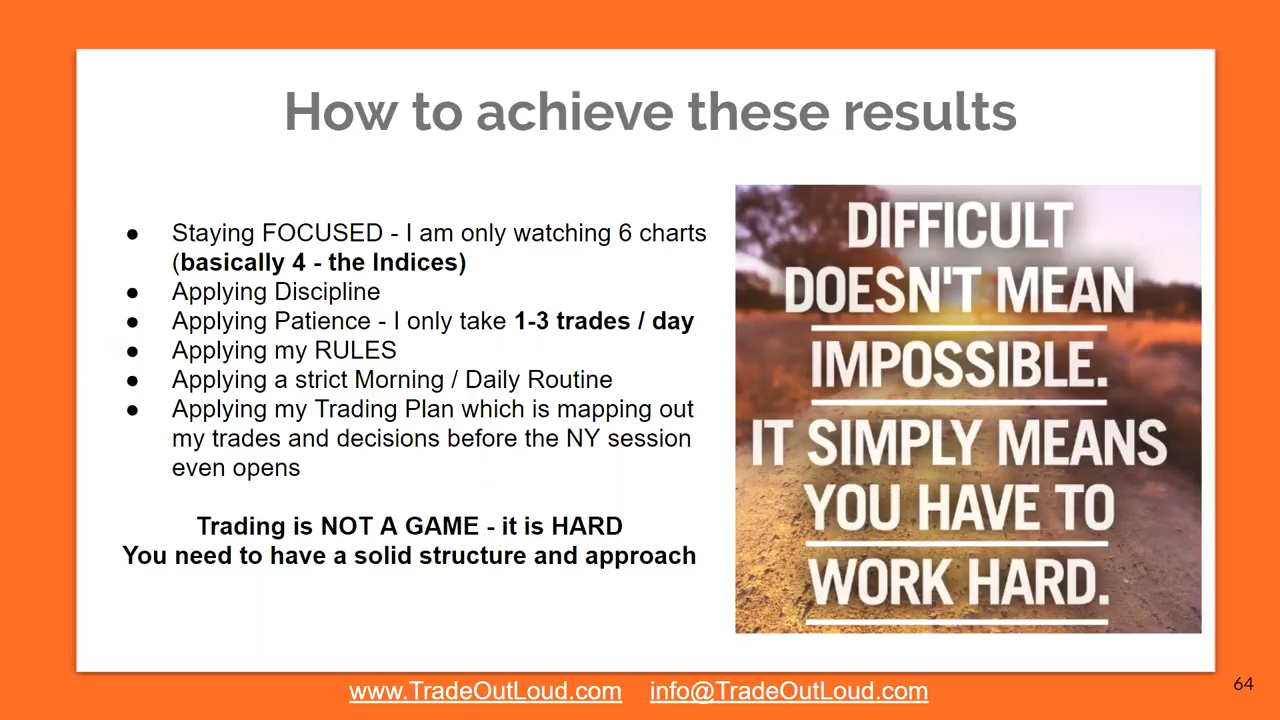 How to achieve these results
● Staying FOCUSED - I am only watching 6 charts
(basically 4 - the Indices)
● Applying Discipline
● Applying Patience - I only take 1-3 trades / day
● Applying my RULES
● Applying a strict Morning / Daily Routine
● Applying my Trading Plan which is mapping out
my trades and decisions before the NY session
even opens
Trading is NOT A GAME - it is HARD
You need to have a solid structure and approach
DIFFICULT
DOESN'T MEAN
IMPOSSIBLE.
IT SIMPLY MEANS
YOU HAVE TO
WORK HARD.
www.TradeOutLoud.com info@TradeOutLoud.com
64